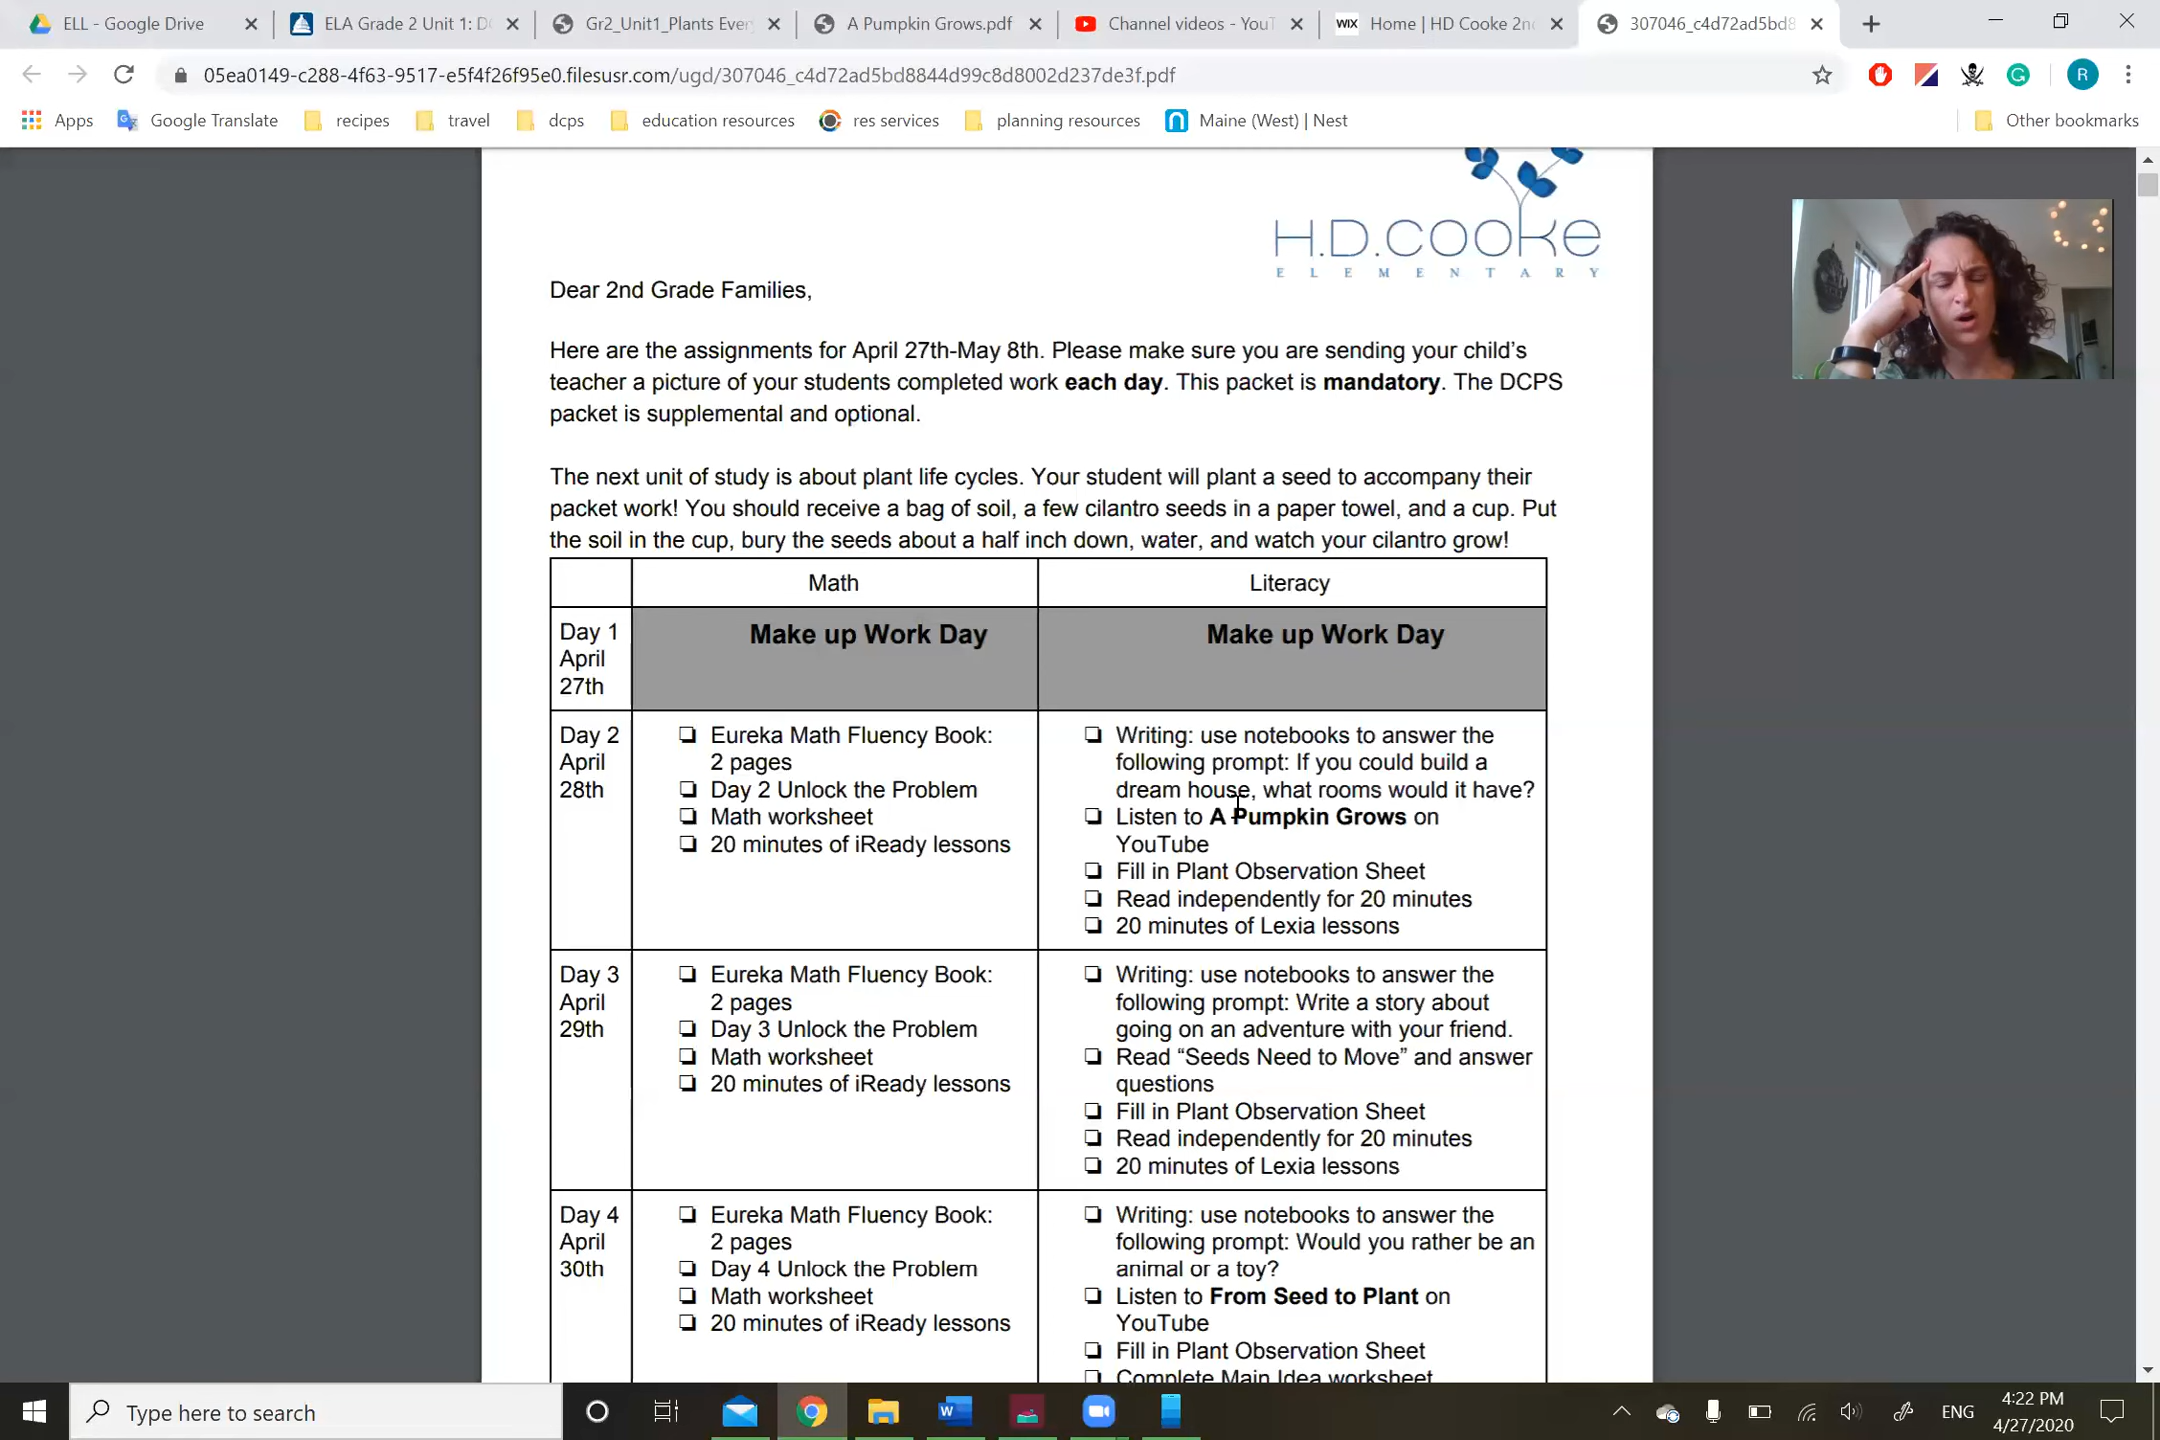 ELL - Google Drive
ELA Grade 2 Unit 1: DC
Gr2_Unit1_Plants Every
A Pumpkin Grows.pdf
Channel videos - YouT
WIX Home | HD Cooke 2n
307046_c4d72ad5bd8
05ea0149-c288-4f63-9517-e5f4f26f95e0.filesusr.com/ugd/307046_c4d72ad5bd8844d99c8d8002d237de3f.pdf
R
Apps
Google Translate
recipes
travel
dcps
education resources
res services
planning resources
Maine (West) | Nest
Other bookmarks
H.D.COOKE
ELEMENTARY
Dear 2nd Grade Families,
Here are the assignments for April 27th-May 8th. Please make sure you are sending your child's
teacher a picture of your students completed work each day. This packet is mandatory. The DCPS
packet is supplemental and optional.
The next unit of study is about plant life cycles. Your student will plant a seed to accompany their
packet work! You should receive a bag of soil, a few cilantro seeds in a paper towel, and a cup. Put
the soil in the cup, bury the seeds about a half inch down, water, and watch your cilantro grow!
Math
Literacy
Day 1
April
27th
Make up Work Day
Make up Work Day
Day 2
April
28th
Eureka Math Fluency Book:
2 pages
Day 2 Unlock the Problem
Math worksheet
20 minutes of iReady lessons
Writing: use notebooks to answer the
following prompt: If you could build a
dream house, what rooms would it have?
Listen to A Pumpkin Grows on
YouTube
Fill in Plant Observation Sheet
Read independently for 20 minutes
20 minutes of Lexia lessons
Day 3
April
29th
Eureka Math Fluency Book:
2 pages
Day 3 Unlock the Problem
Math worksheet
20 minutes of iReady lessons
Writing: use notebooks to answer the
following prompt: Write a story about
going on an adventure with your friend.
Read “Seeds Need to Move” and answer
questions
Fill in Plant Observation Sheet
Read independently for 20 minutes
20 minutes of Lexia lessons
Day 4
April
30th
Eureka Math Fluency Book:
2 pages
Day 4 Unlock the Problem
Math worksheet
20 minutes of iReady lessons
Writing: use notebooks to answer the
following prompt: Would you rather be an
animal or a toy?
Listen to From Seed to Plant on
YouTube
Fill in Plant Observation Sheet
Complete Main Idea worksheet
Type here to search
ENG
4:22 PM
4/27/2020